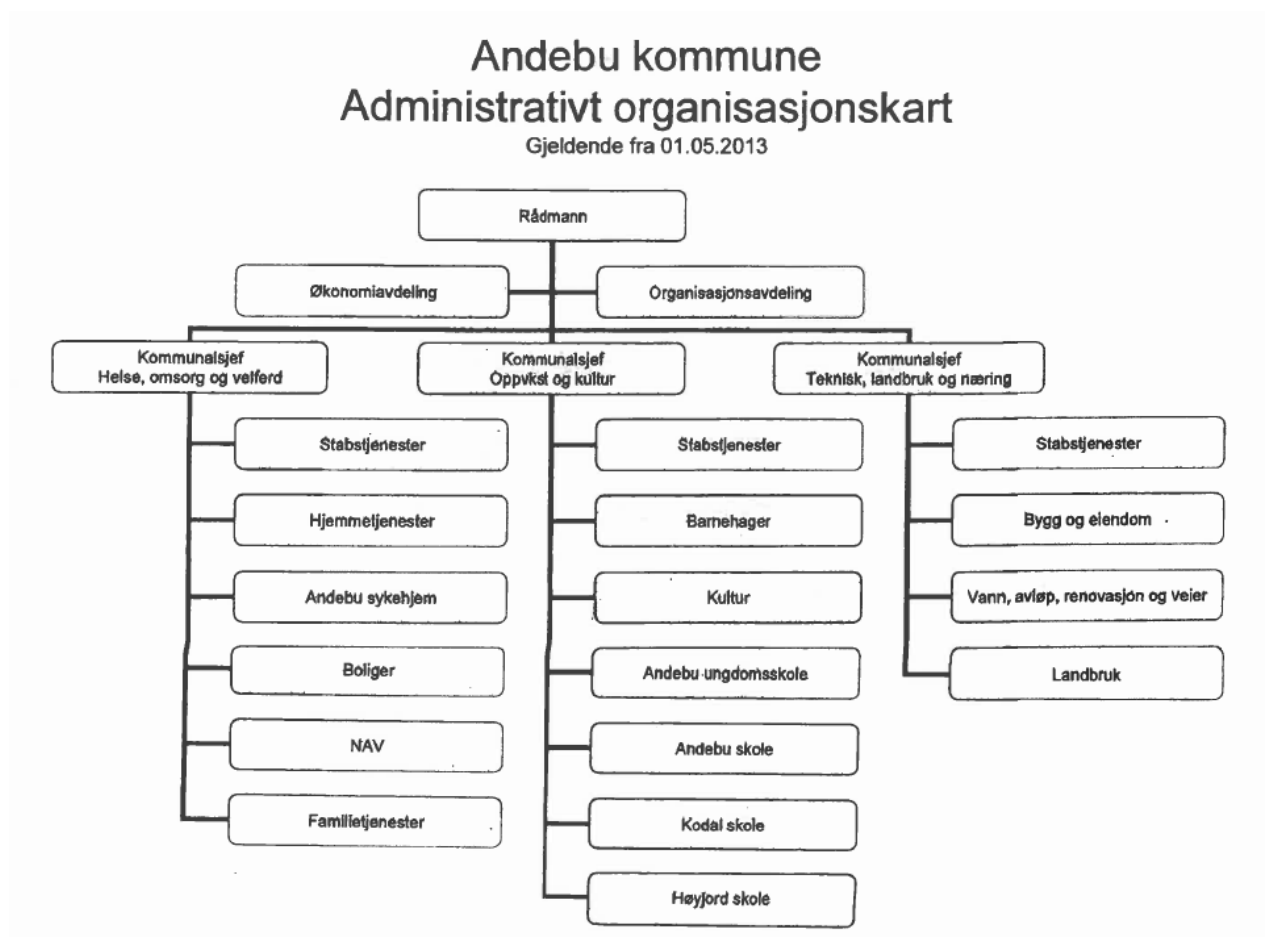 Andebu kommune
Administrativt organisasjonskart
Gjeldende fra 01.05.2013
Rådmann
Økonomiavdeling
Organisasjonsavdeling
Kommunalsjef
Helse, omsorg og velferd
Kommunalsjef
Oppvkst og kultur
Kommunalsjef
Teknisk, landbruk og næring
Stabstjenester
Hjemmetjenester
Andebu sykehjem
Boliger
NAV
Familietjenester
Stabstjenester
Barnehager
Kultur
Andebu ungdomsskole
Andebu skole
Kodal skole
Høyjord skole
Stabstjenester
Bygg og eiendom
Vann, avløp, renovasjon og veier
Landbruk